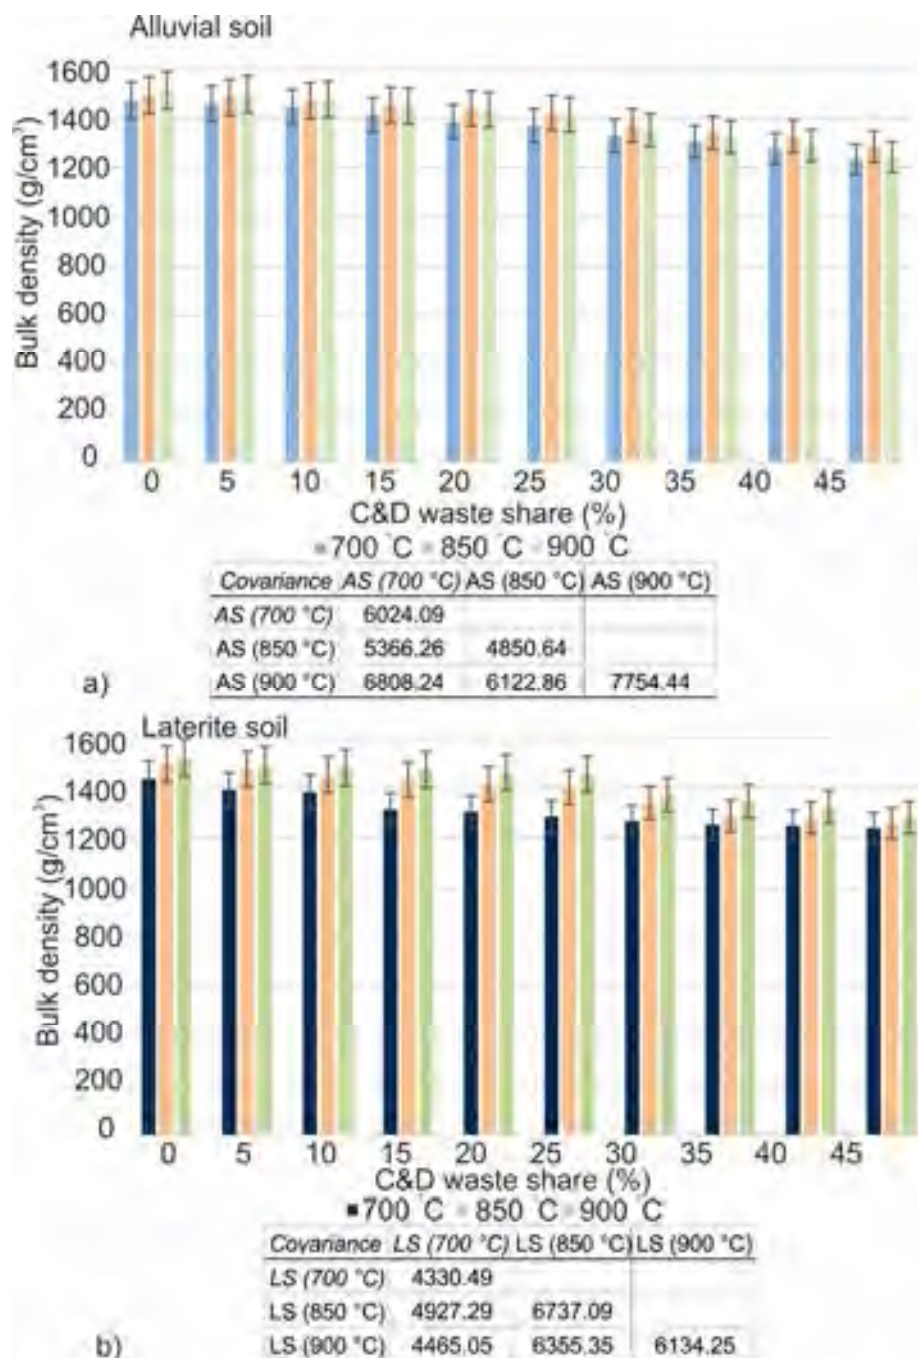 Alluvial soil
1600
1400
1200
1000
800
600
400
200
0
Bulk density (g/cm³)
0 5 10 15 20 25 30 35 40 45
C&D waste share (%)
700 °C 850 °C 900 °C
Covariance AS (700 °C) AS (850 °C) AS (900 °C)
AS (700 °C) 6024.09
AS (850 °C) 5366.26 4850.64
AS (900 °C) 6808.24 6122.86 7754.44
a)
Laterite soil
1600
1400
1200
1000
800
600
400
200
0
Bulk density (g/cm³)
0 5 10 15 20 25 30 35 40 45
C&D waste share (%)
700 °C 850 °C 900 °C
Covariance LS (700 °C) LS (850 °C) LS (900 °C)
LS (700 °C) 4330.49
LS (850 °C) 4927.29 6737.09
LS (900 °C) 4465.05 6355.35 6134.25
b)